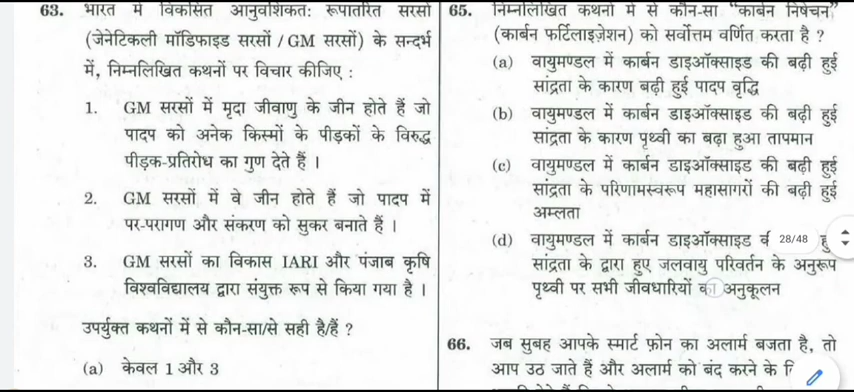 63. भारत में विकसित आनुवंशिकत: रूपांतरित सरसों
(जेनेटिकली मॉडिफाइड सरसों / GM सरसों) के सन्दर्भ
में, निम्नलिखित कथनों पर विचार कीजिए :
1. GM सरसों में मृदा जीवाणु के जीन होते हैं जो
पादप को अनेक किस्मों के पीड़कों के विरुद्ध
पीड़क-प्रतिरोध का गुण देते हैं ।
2. GM सरसों में वे जीन होते हैं जो पादप में
पर-परागण और संकरण को सुकर बनाते हैं ।
3. GM सरसों का विकास IARI और पंजाब कृषि
विश्वविद्यालय द्वारा संयुक्त रूप से किया गया है ।
उपर्युक्त कथनों में से कौन-सा/से सही है/हैं ?
(a) केवल 1 और 3
65. निम्नलिखित कथनों में से कौन-सा "कार्बन निषेचन"
(कार्बन फर्टिलाइज़ेशन) को सर्वोत्तम वर्णित करता है ?
(a) वायुमण्डल में कार्बन डाइऑक्साइड की बढ़ी हुई
सांद्रता के कारण बढ़ी हुई पादप वृद्धि
(b) वायुमण्डल में कार्बन डाइऑक्साइड की बढ़ी हुई
सांद्रता के कारण पृथ्वी का बढ़ा हुआ तापमान
(c) वायुमण्डल में कार्बन डाइऑक्साइड की बढ़ी हुई
सांद्रता के परिणामस्वरूप महासागरों की बढ़ी हुई
अम्लता
(d) वायुमण्डल में कार्बन डाइऑक्साइड 28/48
सांद्रता के द्वारा हुए जलवायु परिवर्तन के अनुरूप
पृथ्वी पर सभी जीवधारियों का अनुकूलन
66. जब सुबह आपके स्मार्ट फ़ोन का अलार्म बजता है, तो
आप उठ जाते हैं और अलार्म को बंद करने के